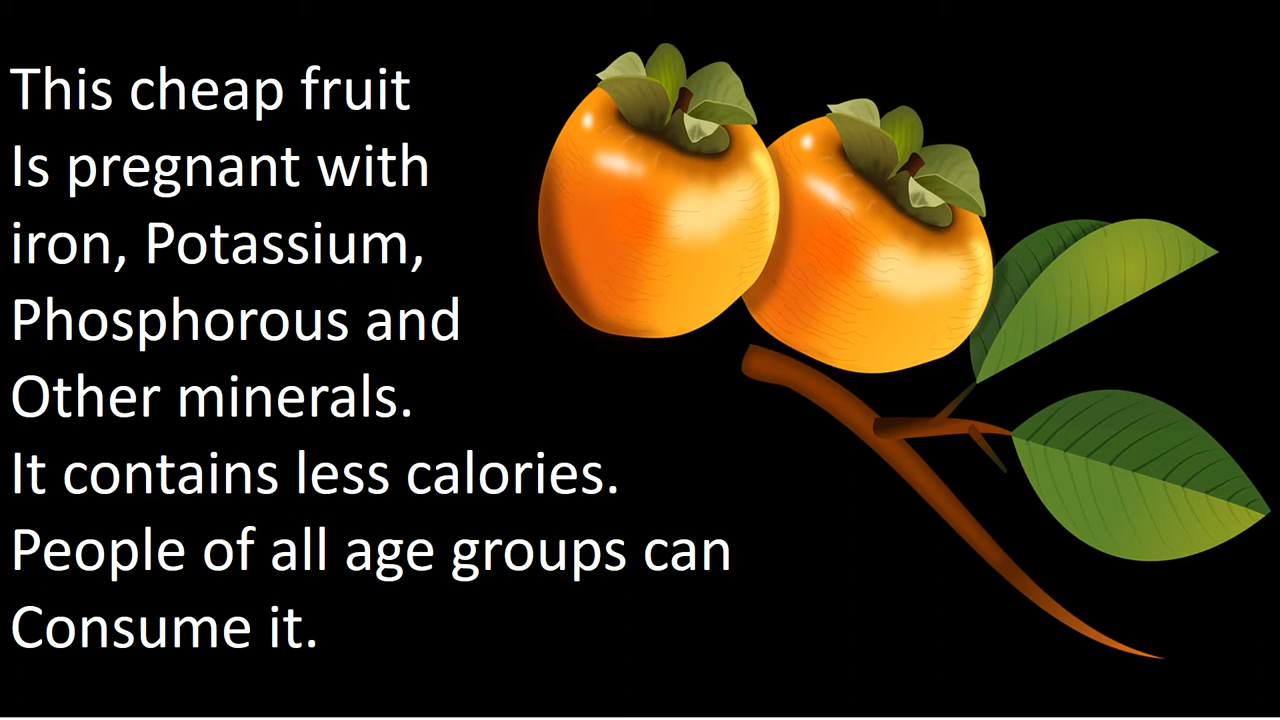 This cheap fruit
Is pregnant with
iron, Potassium,
Phosphorous and
Other minerals.
It contains less calories.
People of all age groups can
Consume it.